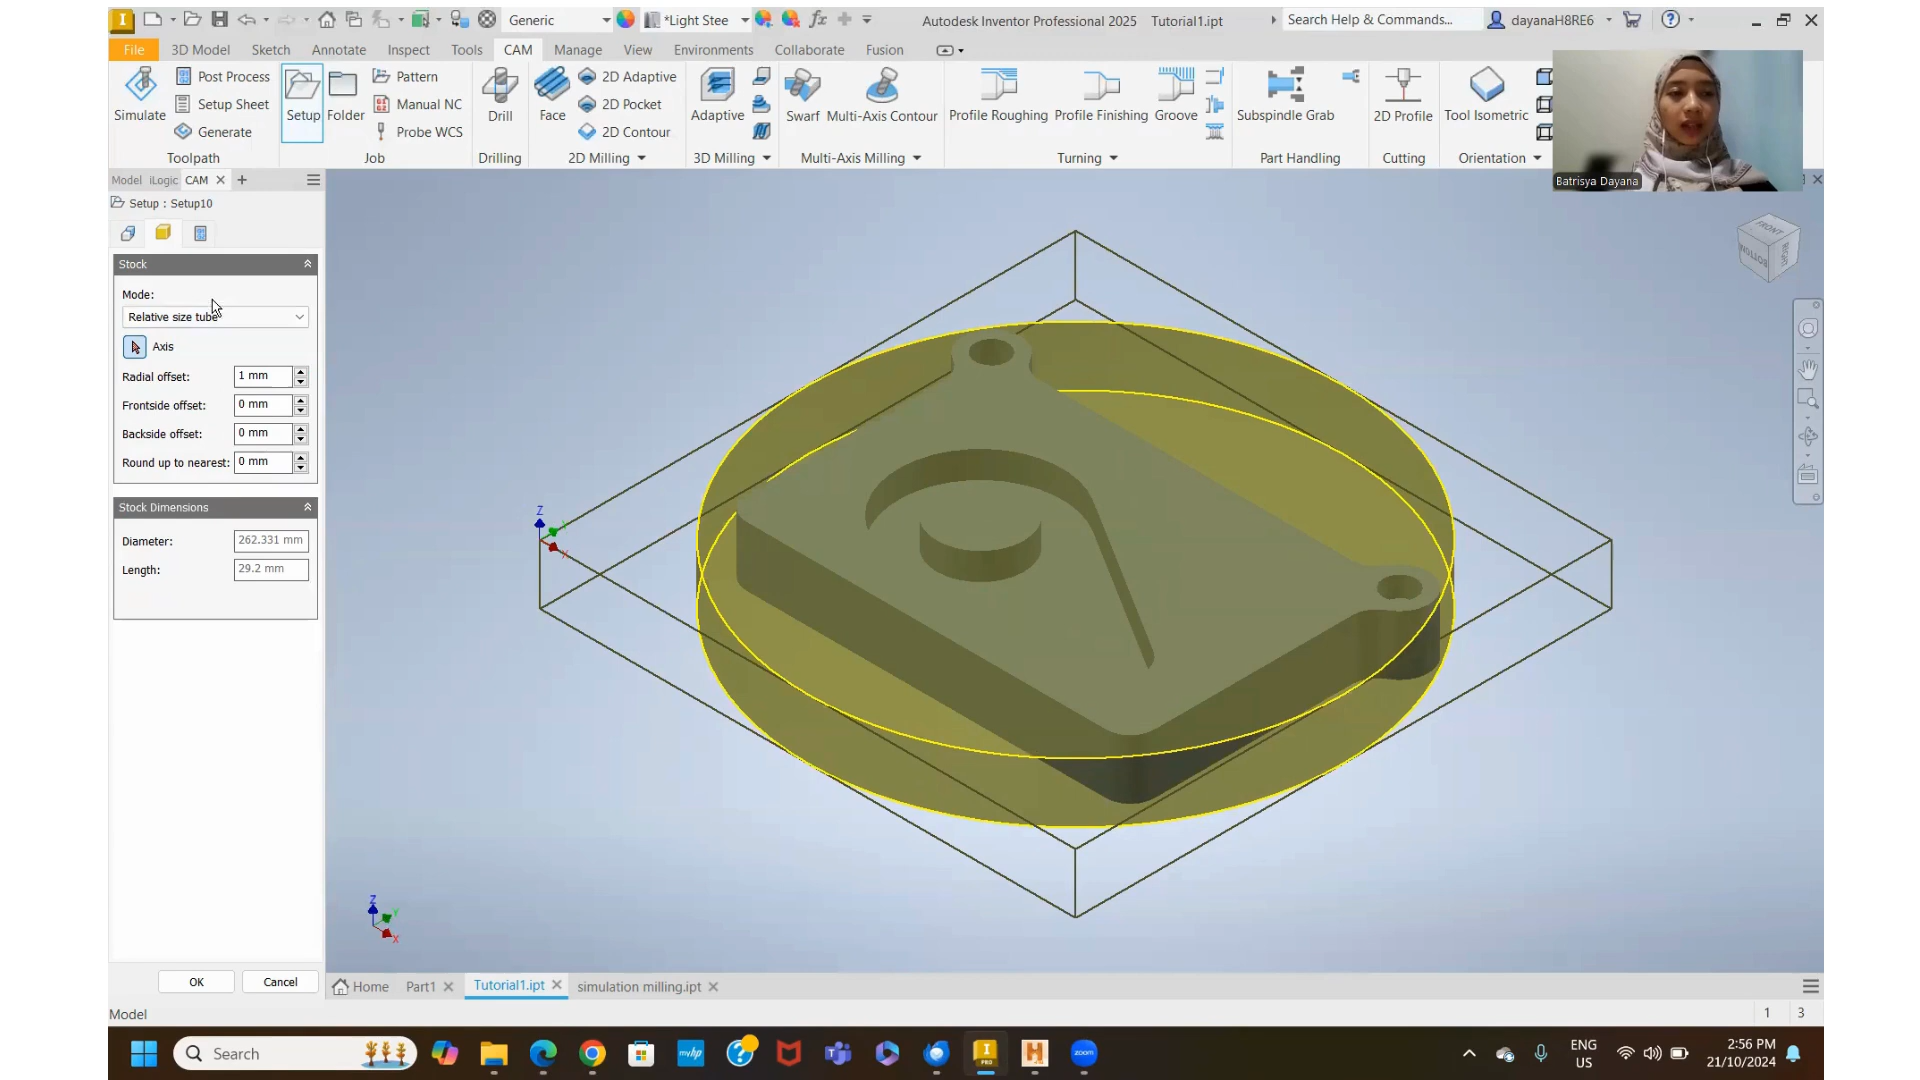 Generic
*Light Stee
fx
Autodesk Inventor Professional 2025 Tutorial1.ipt
Search Help & Commands...
dayanaH8RE6
File 3D Model Sketch Annotate Inspect Tools CAM Manage View Environments Collaborate Fusion
Simulate
Post Process
Setup Sheet
Generate
Toolpath
Setup
Folder
Pattern
Manual NC
Probe WCS
Job
Drill
Drilling
Face
2D Adaptive
2D Pocket
2D Contour
2D Milling
Adaptive
3D Milling
Swarf
Multi-Axis Contour
Multi-Axis Milling
Profile Roughing
Profile Finishing
Groove
Turning
Subspindle Grab
Part Handling
2D Profile
Cutting
Tool Isometric
Orientation
Batrisya Dayana
Model iLogic CAM
Setup : Setup10
Stock
Mode:
Relative size tube
Axis
Radial offset: 1 mm
Frontside offset: 0 mm
Backside offset: 0 mm
Round up to nearest: 0 mm
Stock Dimensions
Diameter: 262.331 mm
Length: 29.2 mm
FRONT
BOTTOM
RIGHT
Z
Y
X
Z
Y
X
OK Cancel
Home Part1 Tutorial1.ipt simulation milling.ipt
Model
1 3
Search
myhp
I
PRO
H
zoom
ENG
US
2:56 PM
21/10/2024